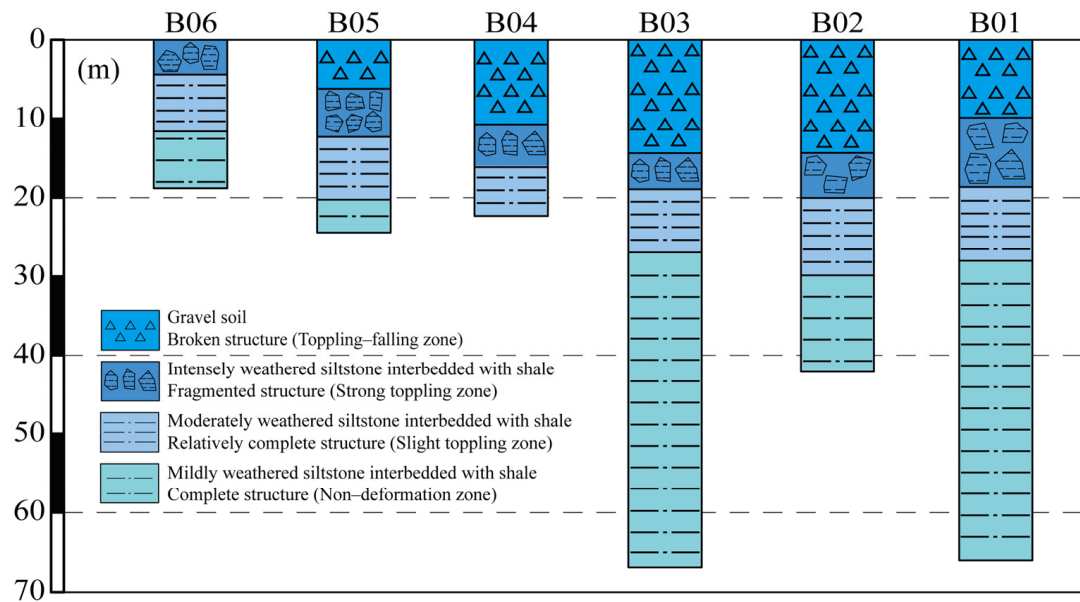 B06 B05 B04 B03 B02 B01
0
(m)
10
20
30
40
50
60
70
Gravel soil
Broken structure (Toppling–falling zone)
Intensely weathered siltstone interbedded with shale
Fragmented structure (Strong toppling zone)
Moderately weathered siltstone interbedded with shale
Relatively complete structure (Slight toppling zone)
Mildly weathered siltstone interbedded with shale
Complete structure (Non–deformation zone)